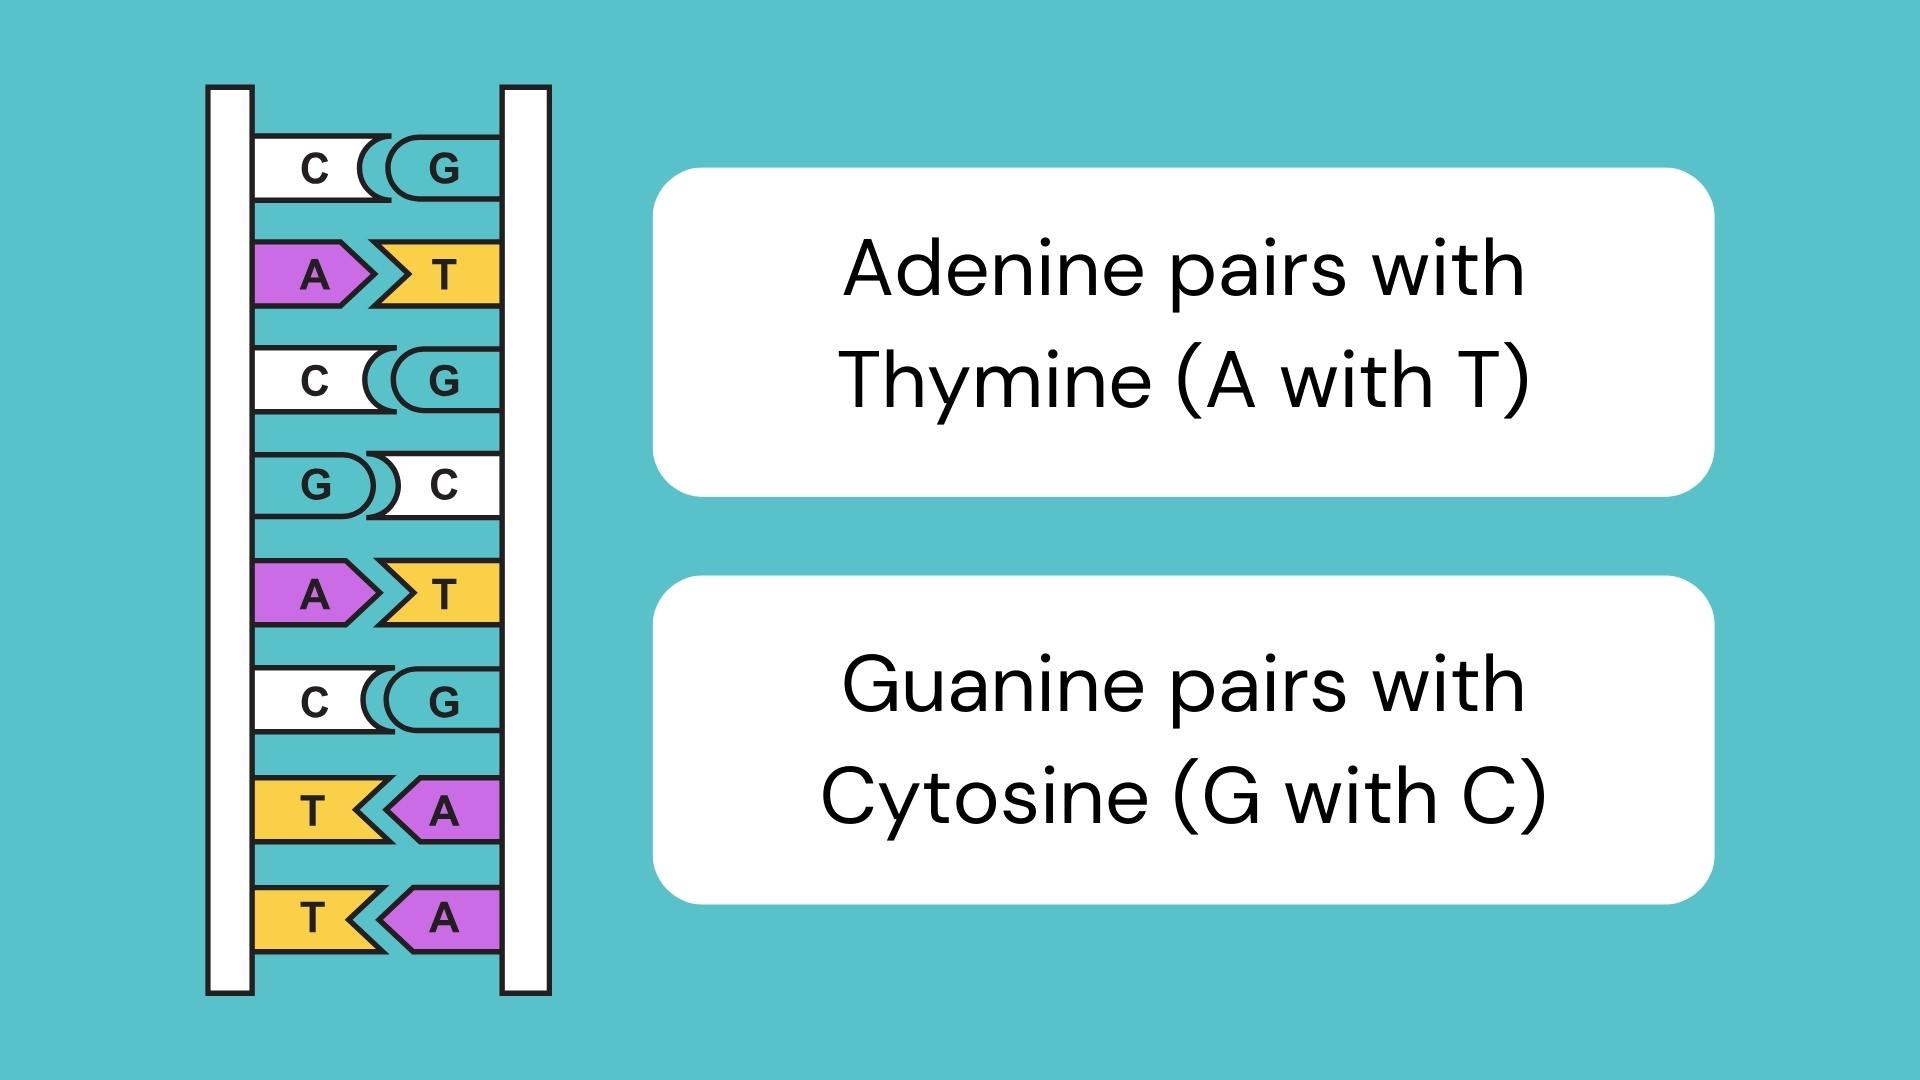 C G
A T
C G
G C
A T
C G
T A
T A
Adenine pairs with
Thymine (A with T)
Guanine pairs with
Cytosine (G with C)